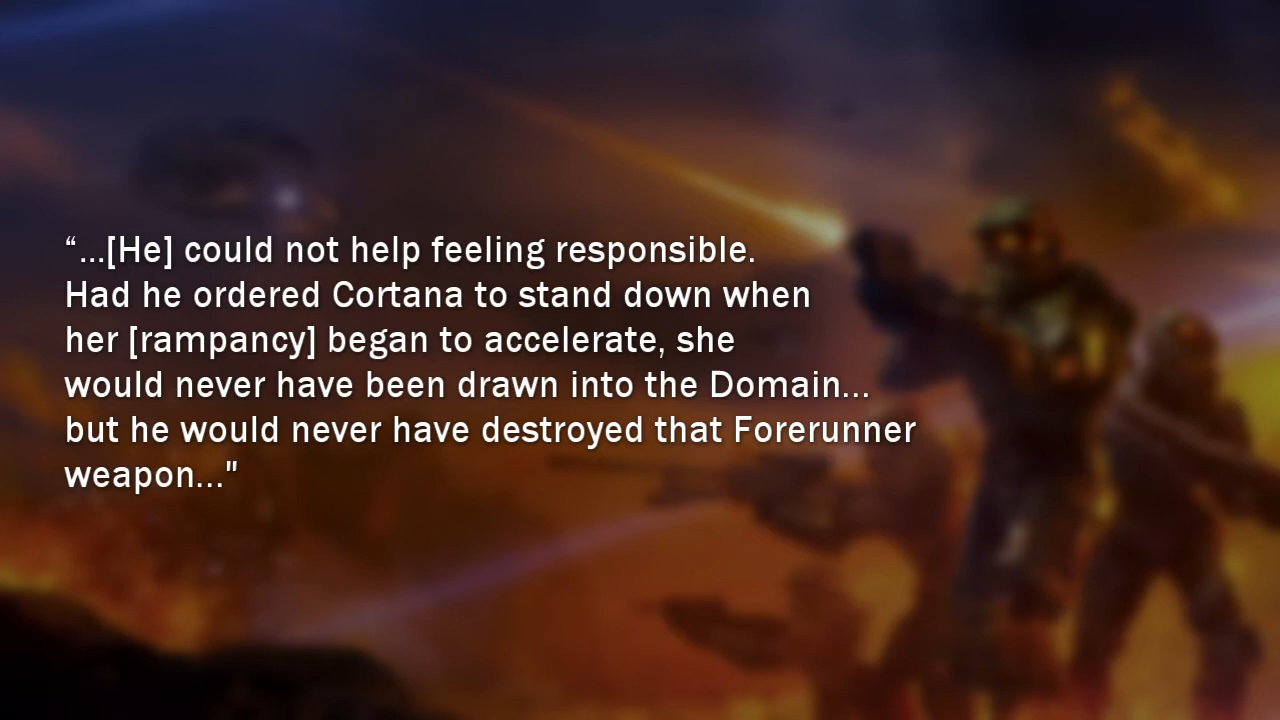 “...[He] could not help feeling responsible.
Had he ordered Cortana to stand down when
her [rampancy] began to accelerate, she
would never have been drawn into the Domain...
but he would never have destroyed that Forerunner
weapon..."